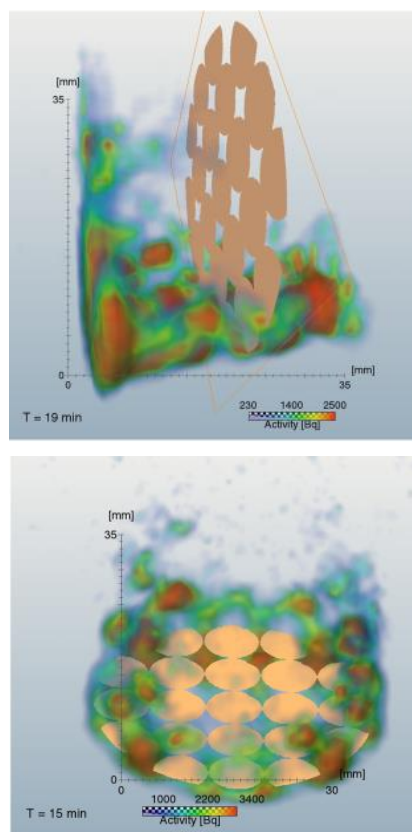 [mm]
35
0
0
35
[mm]
T = 19 min
230 1400 2500
Activity [Bq]
[mm]
35
0
0
30
[mm]
T = 15 min
1000 2200 3400
Activity [Bq]